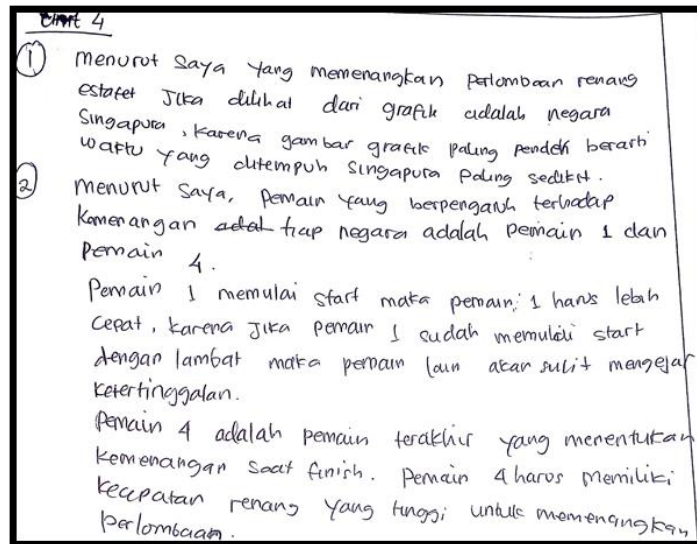 Unit 4
① Menurut saya yang memenangkan perlombaan renang
estafet jika dilihat dari grafik adalah negara
Singapura, karena gambar grafik paling pendek berarti
waktu yang ditempuh Singapura paling sedikit.
② Menurut saya, pemain yang berpengaruh terhadap
kemenangan adal tiap negara adalah pemain 1 dan
pemain 4.
Pemain 1 memulai start maka pemain 1 harus lebih
cepat, karena jika pemain 1 sudah memulai start
dengan lambat maka pemain lain akan sulit mengejar
ketertinggalan.
Pemain 4 adalah pemain terakhir yang menentukan
kemenangan saat finish. Pemain 4 harus memiliki
kecepatan renang yang tinggi untuk memenangkan
perlombaan.